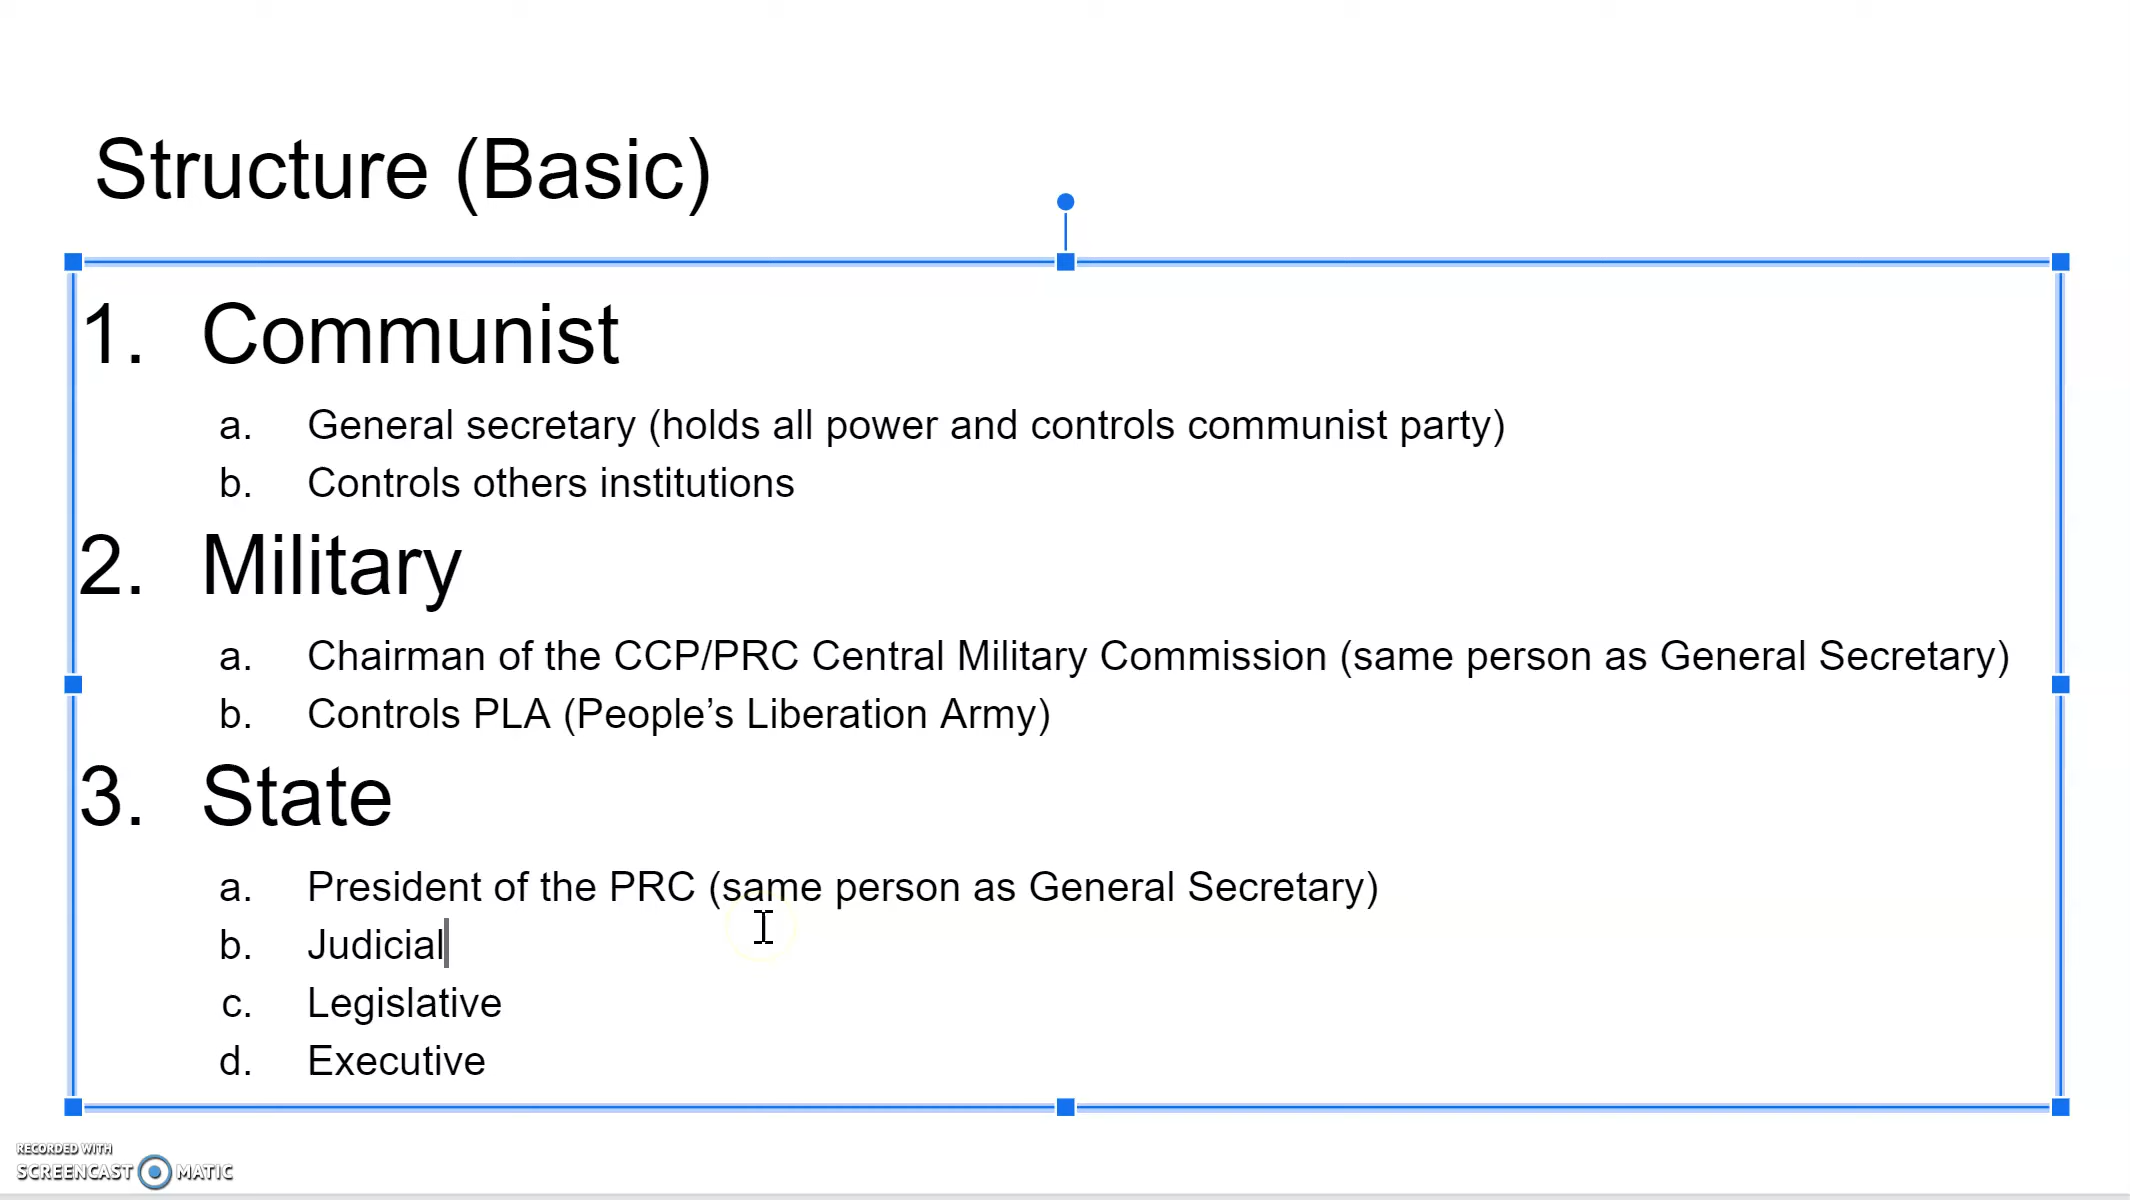 Structure (Basic)
1. Communist
a. General secretary (holds all power and controls communist party)
b. Controls others institutions
2. Military
a. Chairman of the CCP/PRC Central Military Commission (same person as General Secretary)
b. Controls PLA (People’s Liberation Army)
3. State
a. President of the PRC (same person as General Secretary)
b. Judicial
c. Legislative
d. Executive
RECORDED WITH
SCREENCAST MATIC